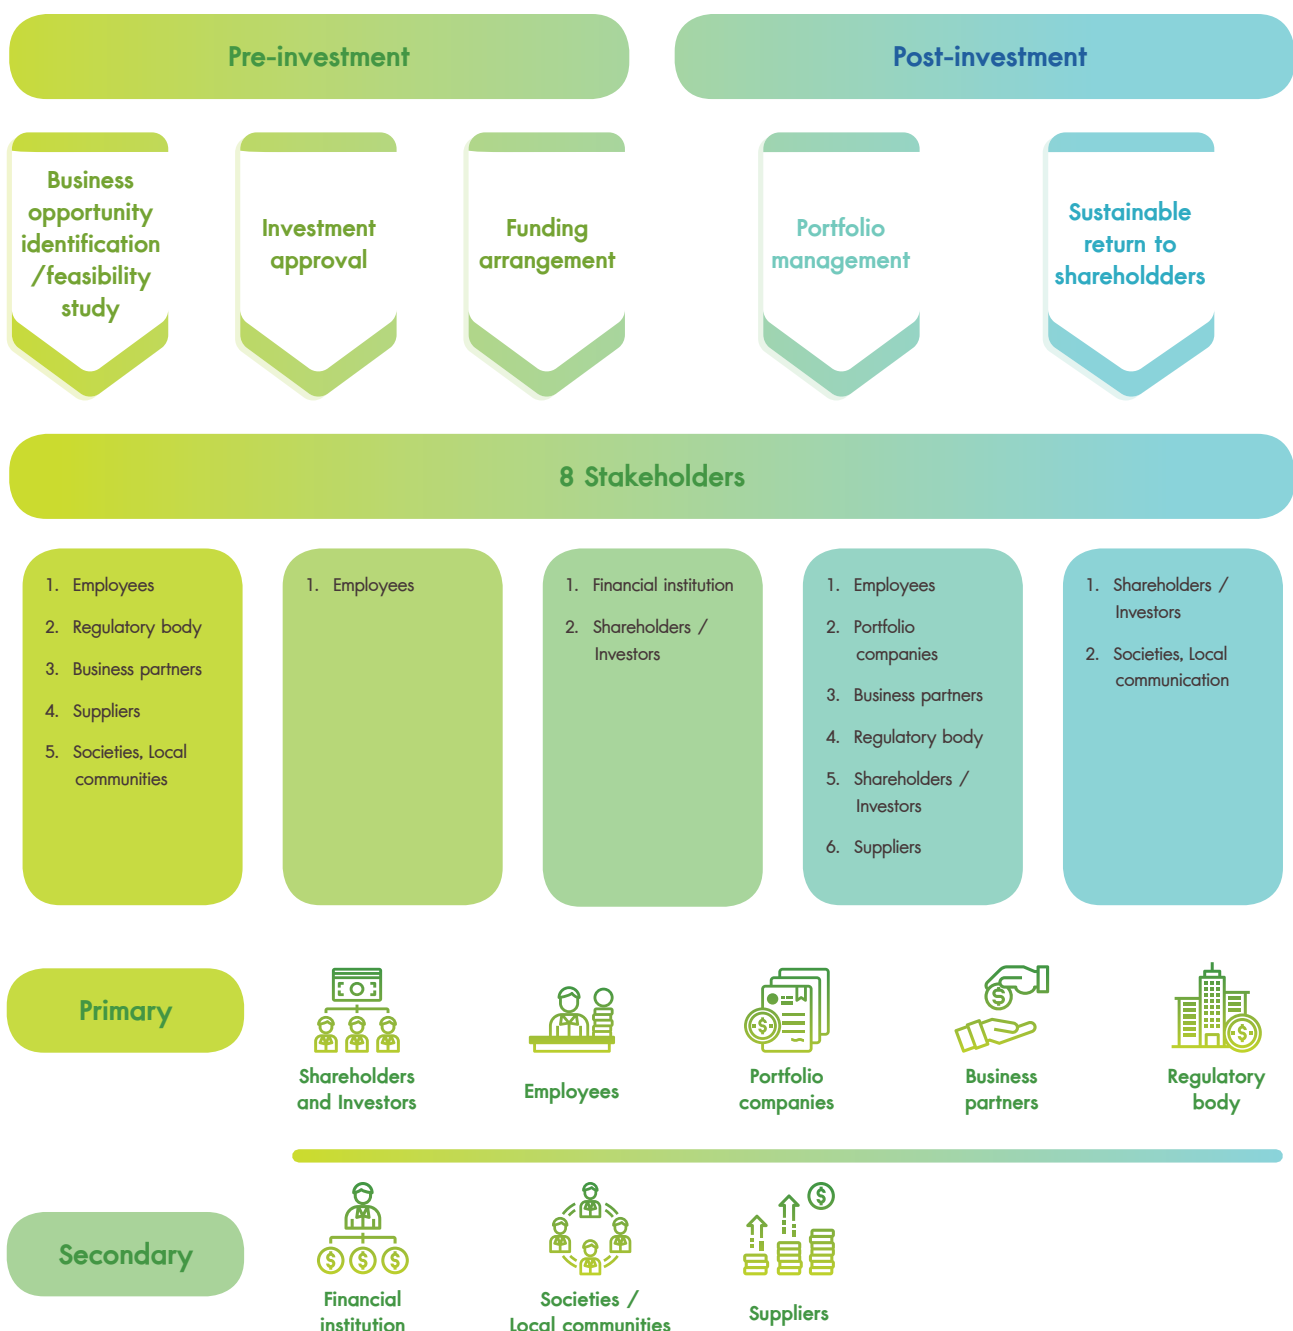 Pre-investment
Post-investment
Business
opportunity
identification
/feasibility
study
Investment
approval
Funding
arrangement
Portfolio
management
Sustainable
return to
shareholdders
8 Stakeholders
1. Employees
2. Regulatory body
3. Business partners
4. Suppliers
5. Societies, Local
communities
1. Employees
1. Financial institution
2. Shareholders /
Investors
1. Employees
2. Portfolio
companies
3. Business partners
4. Regulatory body
5. Shareholders /
Investors
6. Suppliers
1. Shareholders /
Investors
2. Societies, Local
communication
Primary
Shareholders
and Investors
Employees
Portfolio
companies
Business
partners
Regulatory
body
Secondary
Financial
institution
Societies /
Local communities
Suppliers